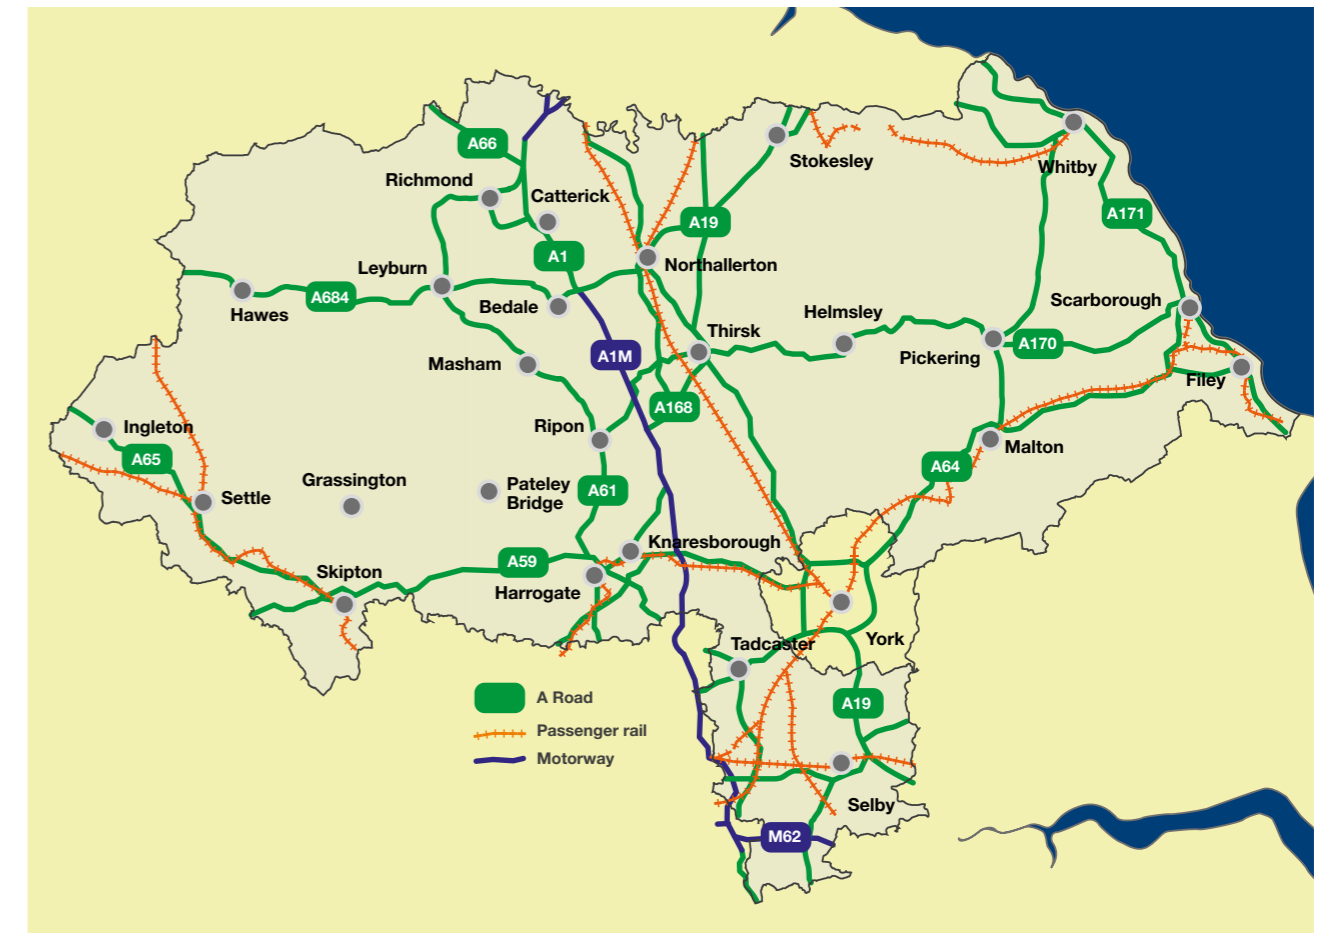 A66
Stokesley
Whitby
Richmond
Catterick
A171
A19
A1
Leyburn
Northallerton
A684
Bedale
Hawes
Scarborough
Helmsley
Thirsk
A170
Pickering
A1M
Masham
Filey
A168
Ingleton
Ripon
Malton
A65
A64
Grassington
Settle
Pateley
Bridge
A61
Knaresborough
A59
Skipton
Harrogate
York
Tadcaster
A Road
A19
Passenger rail
Motorway
Selby
M62